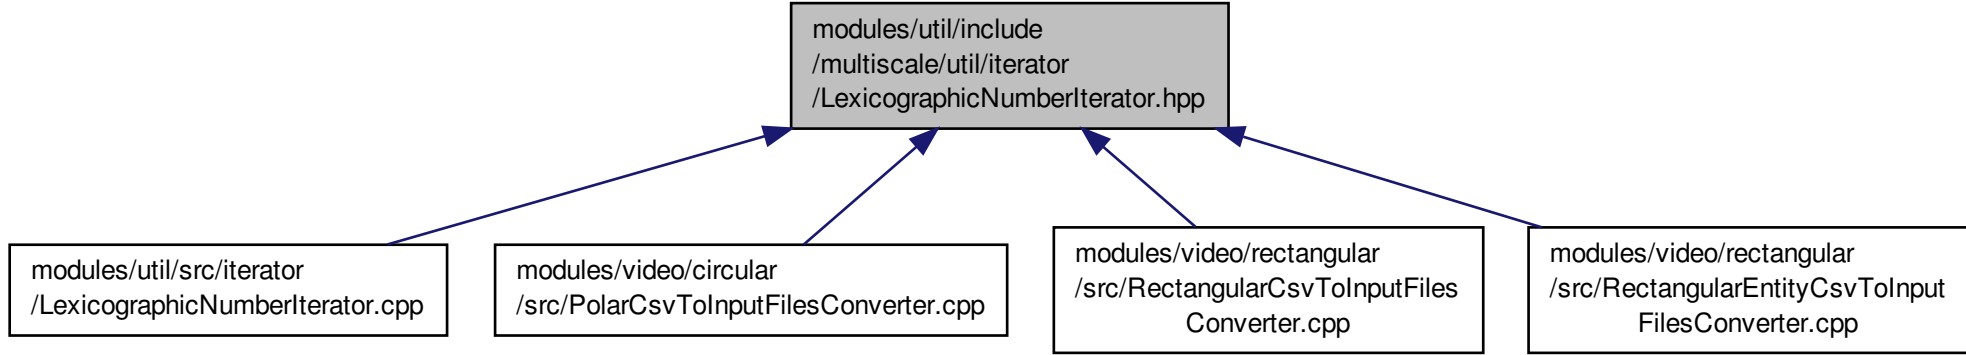 modules/util/include
/multiscale/util/iterator
/LexicographicNumberIterator.hpp
modules/util/src/iterator
/LexicographicNumberIterator.cpp
modules/video/circular
/src/PolarCsvToInputFilesConverter.cpp
modules/video/rectangular
/src/RectangularCsvToInputFiles
Converter.cpp
modules/video/rectangular
/src/RectangularEntityCsvToInput
FilesConverter.cpp